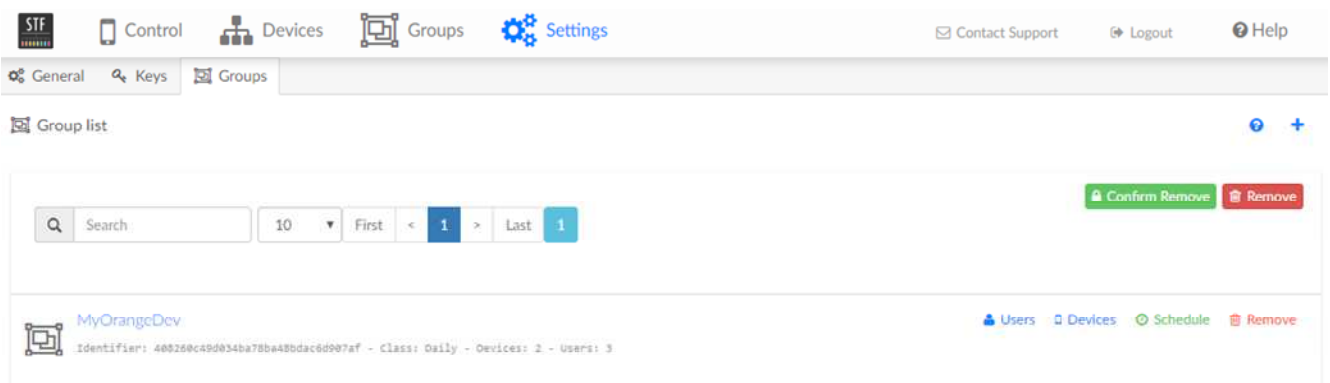 STF Control Devices Groups Settings Contact Support Logout Help
General Keys Groups
Group list
Confirm Remove Remove
Search 10 First < 1 > Last 1
MyOrangeDev Users Devices Schedule Remove
Identifier: 408260c49d034ba78ba48bdac6d907af - Class: Daily - Devices: 2 - Users: 3